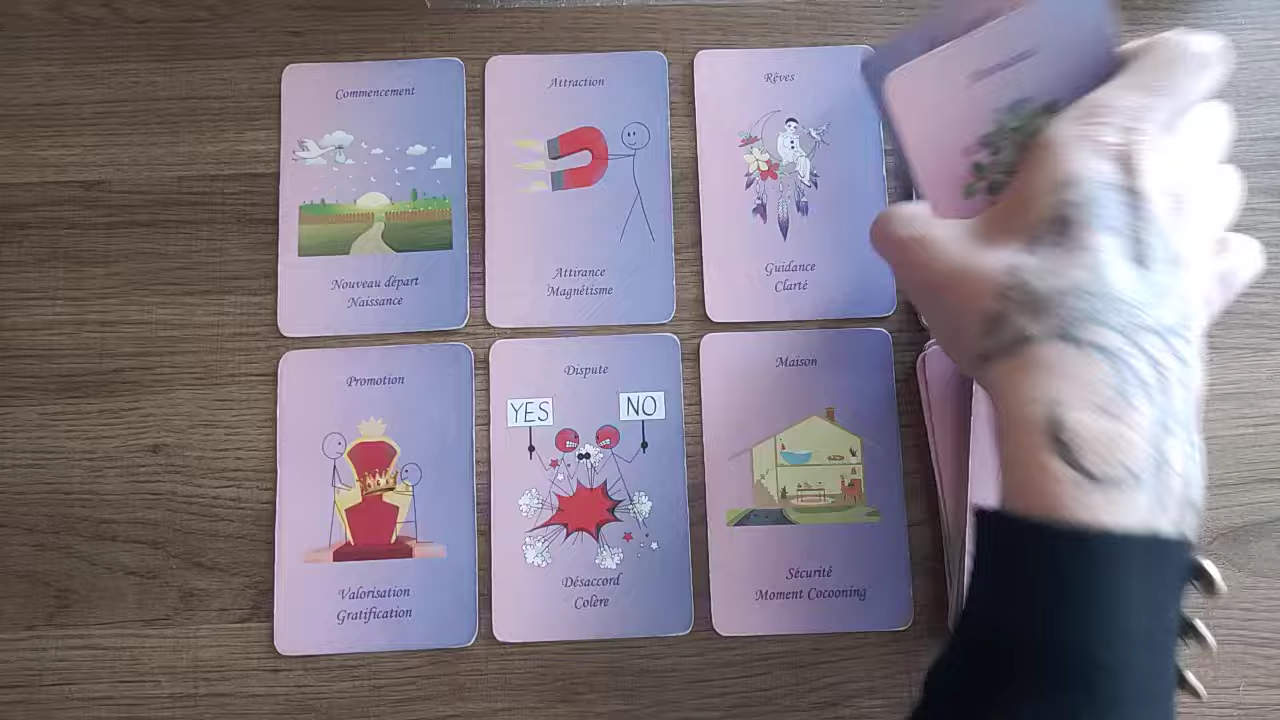 Commencement
Nouveau départ
Naissance
Attraction
Attirance
Magnétisme
Rêves
Guidance
Clarté
Promotion
Valorisation
Gratification
Dispute
YES
NO
Désaccord
Colère
Maison
Sécurité
Moment Cocooning